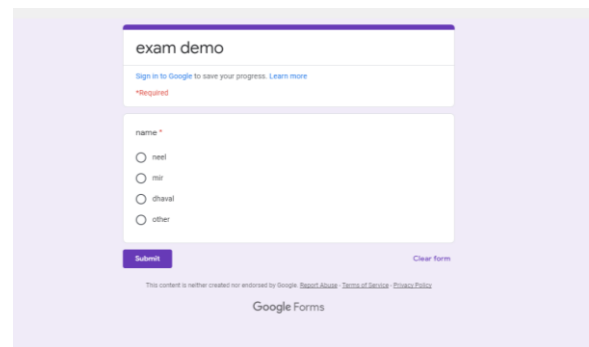 exam demo
Sign in to Google to save your progress. Learn more
*Required
name *
neel
mir
dhaval
other
Submit
Clear form
This content is neither created nor endorsed by Google. Report Abuse - Terms of Service - Privacy Policy
Google Forms